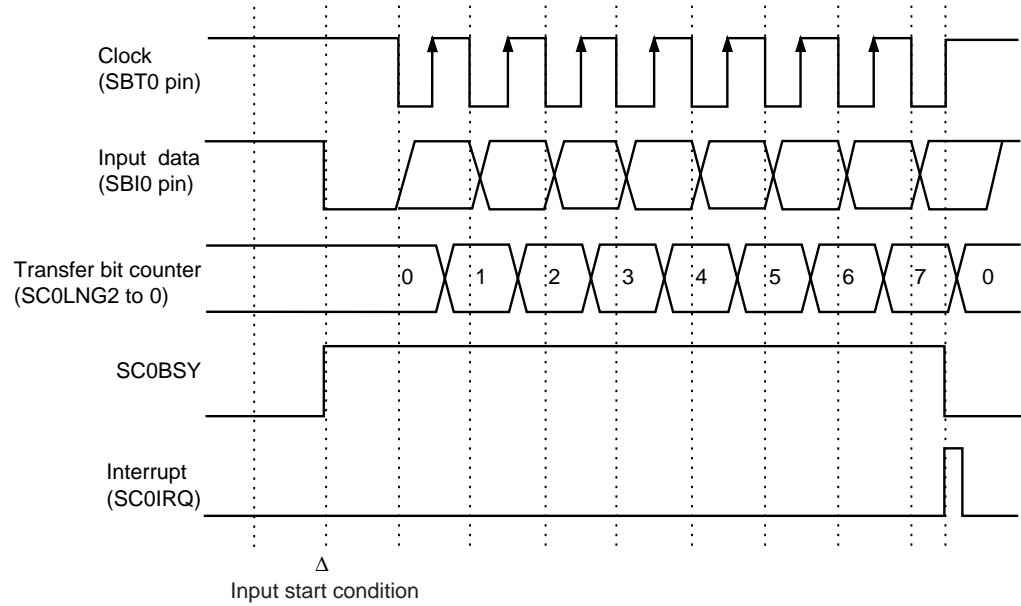 Clock
(SBT0 pin)
Input data
(SBI0 pin)
Transfer bit counter
(SC0LNG2 to 0)
0 1 2 3 4 5 6 7 0
SC0BSY
Interrupt
(SC0IRQ)
Δ
Input start condition